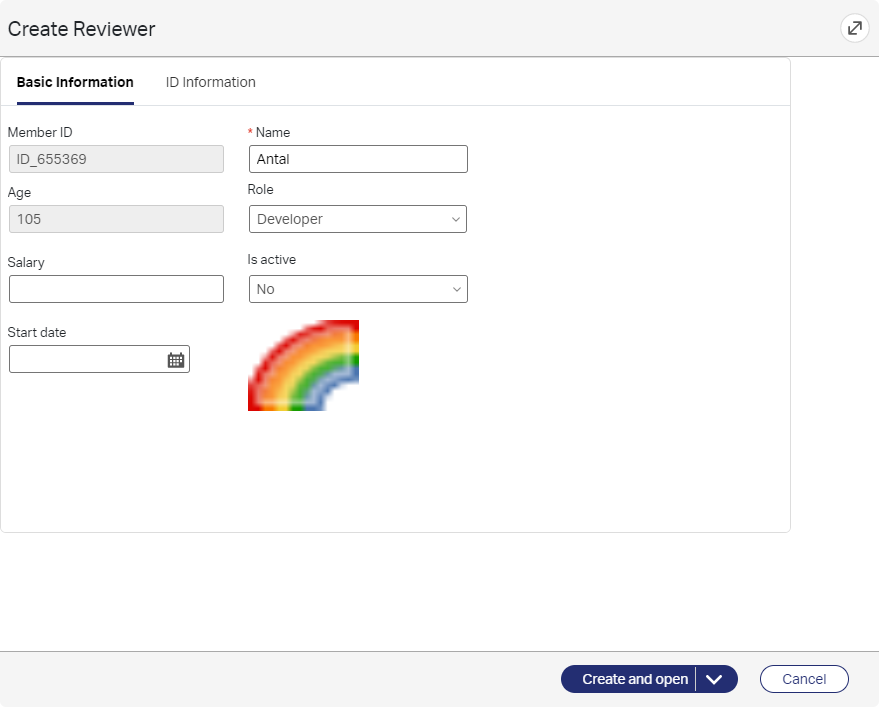 Create Reviewer
Basic Information
ID Information
Member ID
* Name
ID_655369
Antal
Age
Role
105
Developer
Salary
Is active
No
Start date
Create and open
Cancel